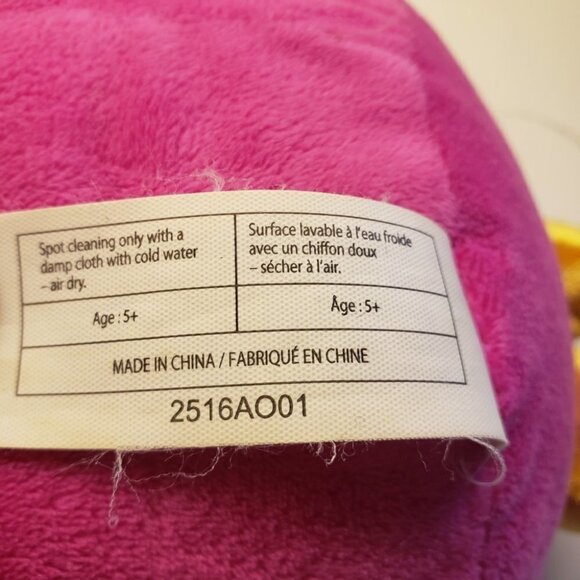 Spot cleaning only with a
damp cloth with cold water
– air dry.
Surface lavable à l'eau froide
avec un chiffon doux
– sécher à l'air.
Age : 5+
Âge : 5+
MADE IN CHINA / FABRIQUÉ EN CHINE
2516AO01